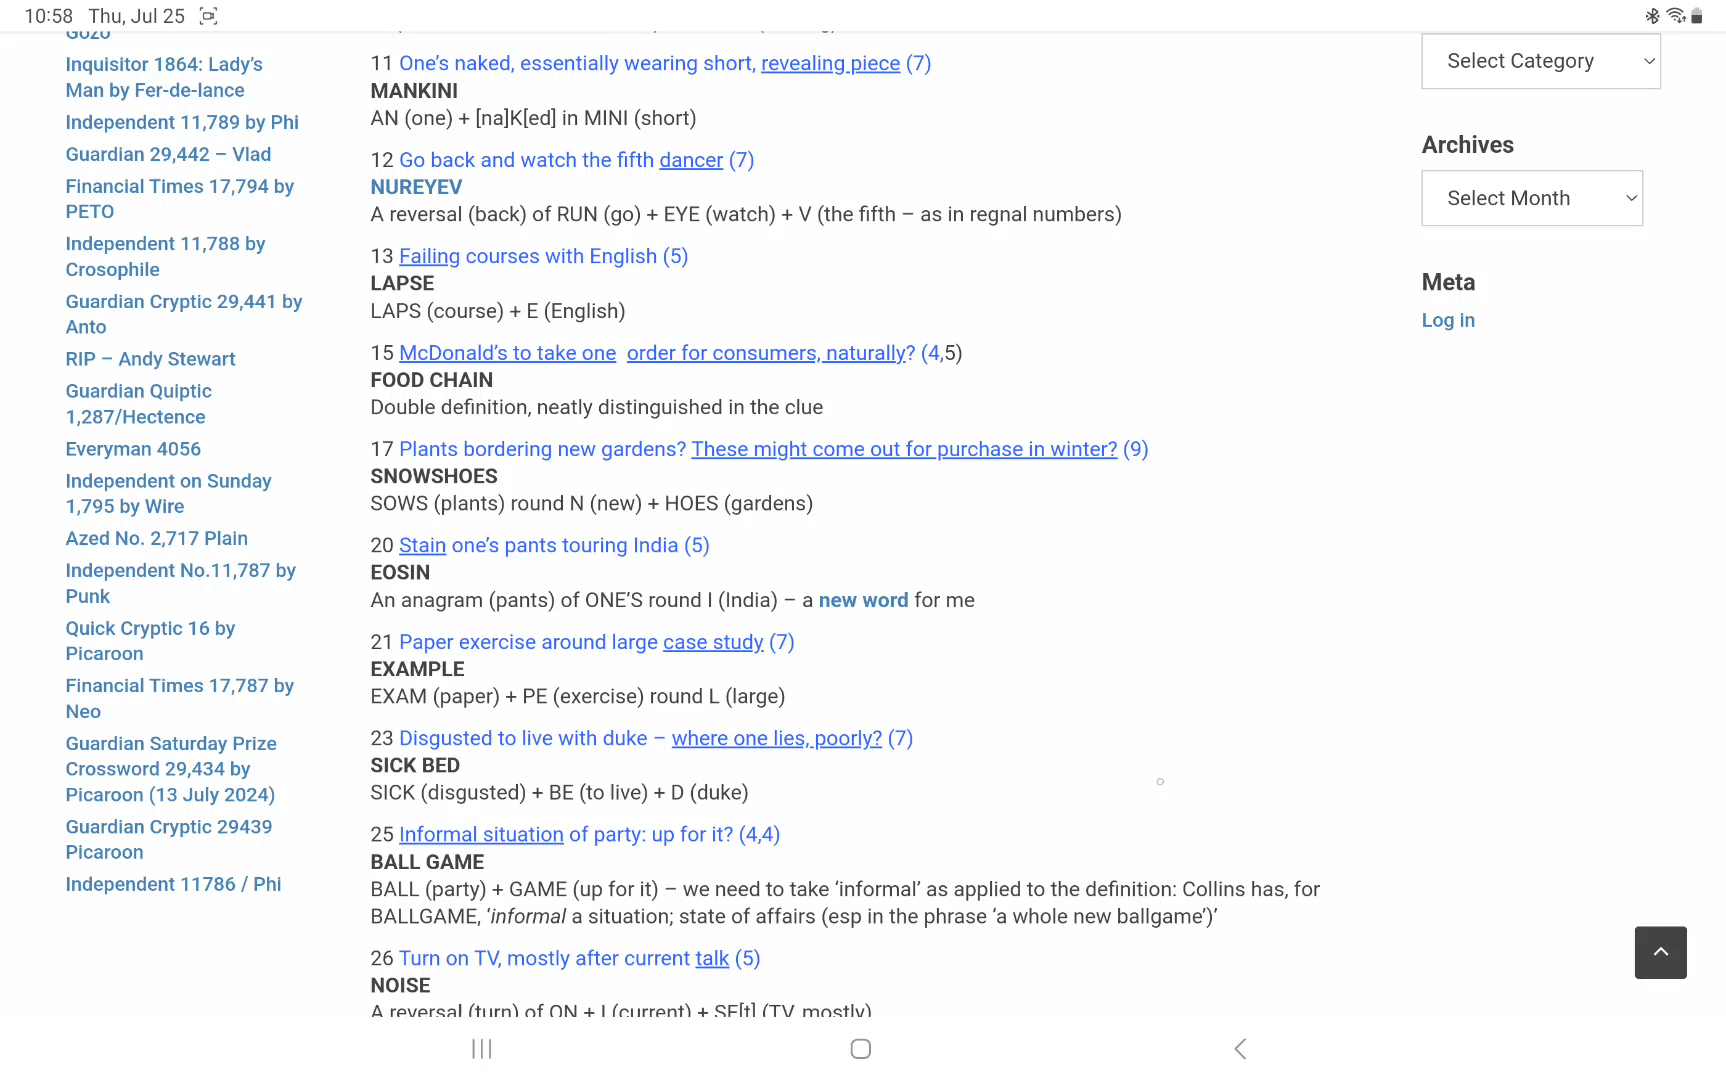 10:58 Thu, Jul 25
Gozo
Inquisitor 1864: Lady’s
Man by Fer-de-lance
Independent 11,789 by Phi
Guardian 29,442 – Vlad
Financial Times 17,794 by
PETO
Independent 11,788 by
Crosophile
Guardian Cryptic 29,441 by
Anto
RIP – Andy Stewart
Guardian Quiptic
1,287/Hectence
Everyman 4056
Independent on Sunday
1,795 by Wire
Azed No. 2,717 Plain
Independent No.11,787 by
Punk
Quick Cryptic 16 by
Picaroon
Financial Times 17,787 by
Neo
Guardian Saturday Prize
Crossword 29,434 by
Picaroon (13 July 2024)
Guardian Cryptic 29439
Picaroon
Independent 11786 / Phi
11 One’s naked, essentially wearing short, revealing piece (7)
MANKINI
AN (one) + [na]K[ed] in MINI (short)
12 Go back and watch the fifth dancer (7)
NUREYEV
A reversal (back) of RUN (go) + EYE (watch) + V (the fifth – as in regnal numbers)
13 Failing courses with English (5)
LAPSE
LAPS (course) + E (English)
15 McDonald’s to take one order for consumers, naturally? (4,5)
FOOD CHAIN
Double definition, neatly distinguished in the clue
17 Plants bordering new gardens? These might come out for purchase in winter? (9)
SNOWSHOES
SOWS (plants) round N (new) + HOES (gardens)
20 Stain one’s pants touring India (5)
EOSIN
An anagram (pants) of ONE’S round I (India) – a new word for me
21 Paper exercise around large case study (7)
EXAMPLE
EXAM (paper) + PE (exercise) round L (large)
23 Disgusted to live with duke – where one lies, poorly? (7)
SICK BED
SICK (disgusted) + BE (to live) + D (duke)
25 Informal situation of party: up for it? (4,4)
BALL GAME
BALL (party) + GAME (up for it) – we need to take ‘informal’ as applied to the definition: Collins has, for
BALLGAME, ‘informal a situation; state of affairs (esp in the phrase ‘a whole new ballgame’)’
26 Turn on TV, mostly after current talk (5)
NOISE
A reversal (turn) of ON + I (current) + SE[t] (TV, mostly)
Select Category
Archives
Select Month
Meta
Log in